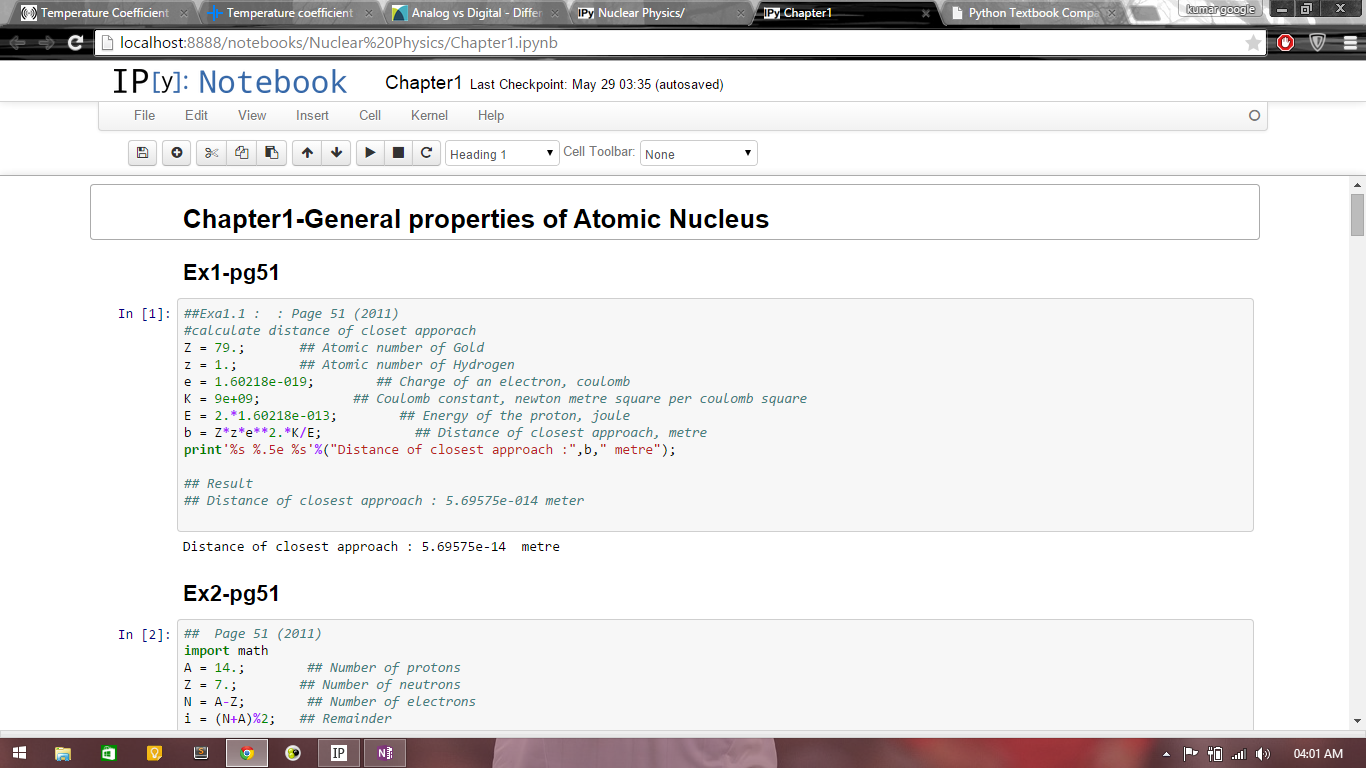 Temperature Coefficient
Temperature coefficient
Analog vs Digital - Differ
IPy Nuclear Physics/
IPy Chapter1
Python Textbook Compa
kumar google
localhost:8888/notebooks/Nuclear%20Physics/Chapter1.ipynb
IP[y]: Notebook
Chapter1 Last Checkpoint: May 29 03:35 (autosaved)
File Edit View Insert Cell Kernel Help
Heading 1 Cell Toolbar: None
Chapter1-General properties of Atomic Nucleus
Ex1-pg51
In [1]: ##Exa1.1 :  : Page 51 (2011)
#calculate distance of closet apporach
Z = 79.;       ## Atomic number of Gold
z = 1.;        ## Atomic number of Hydrogen
e = 1.60218e-019;        ## Charge of an electron, coulomb
K = 9e+09;            ## Coulomb constant, newton metre square per coulomb square
E = 2.*1.60218e-013;        ## Energy of the proton, joule
b = Z*z*e**2.*K/E;            ## Distance of closest approach, metre
print'%s %.5e %s'%("Distance of closest approach :",b," metre");
## Result
## Distance of closest approach : 5.69575e-014 meter
Distance of closest approach : 5.69575e-14  metre
Ex2-pg51
In [2]: ##  Page 51 (2011)
import math
A = 14.;        ## Number of protons
Z = 7.;        ## Number of neutrons
N = A-Z;        ## Number of electrons
i = (N+A)%2;   ## Remainder
IP
N
04:01 AM